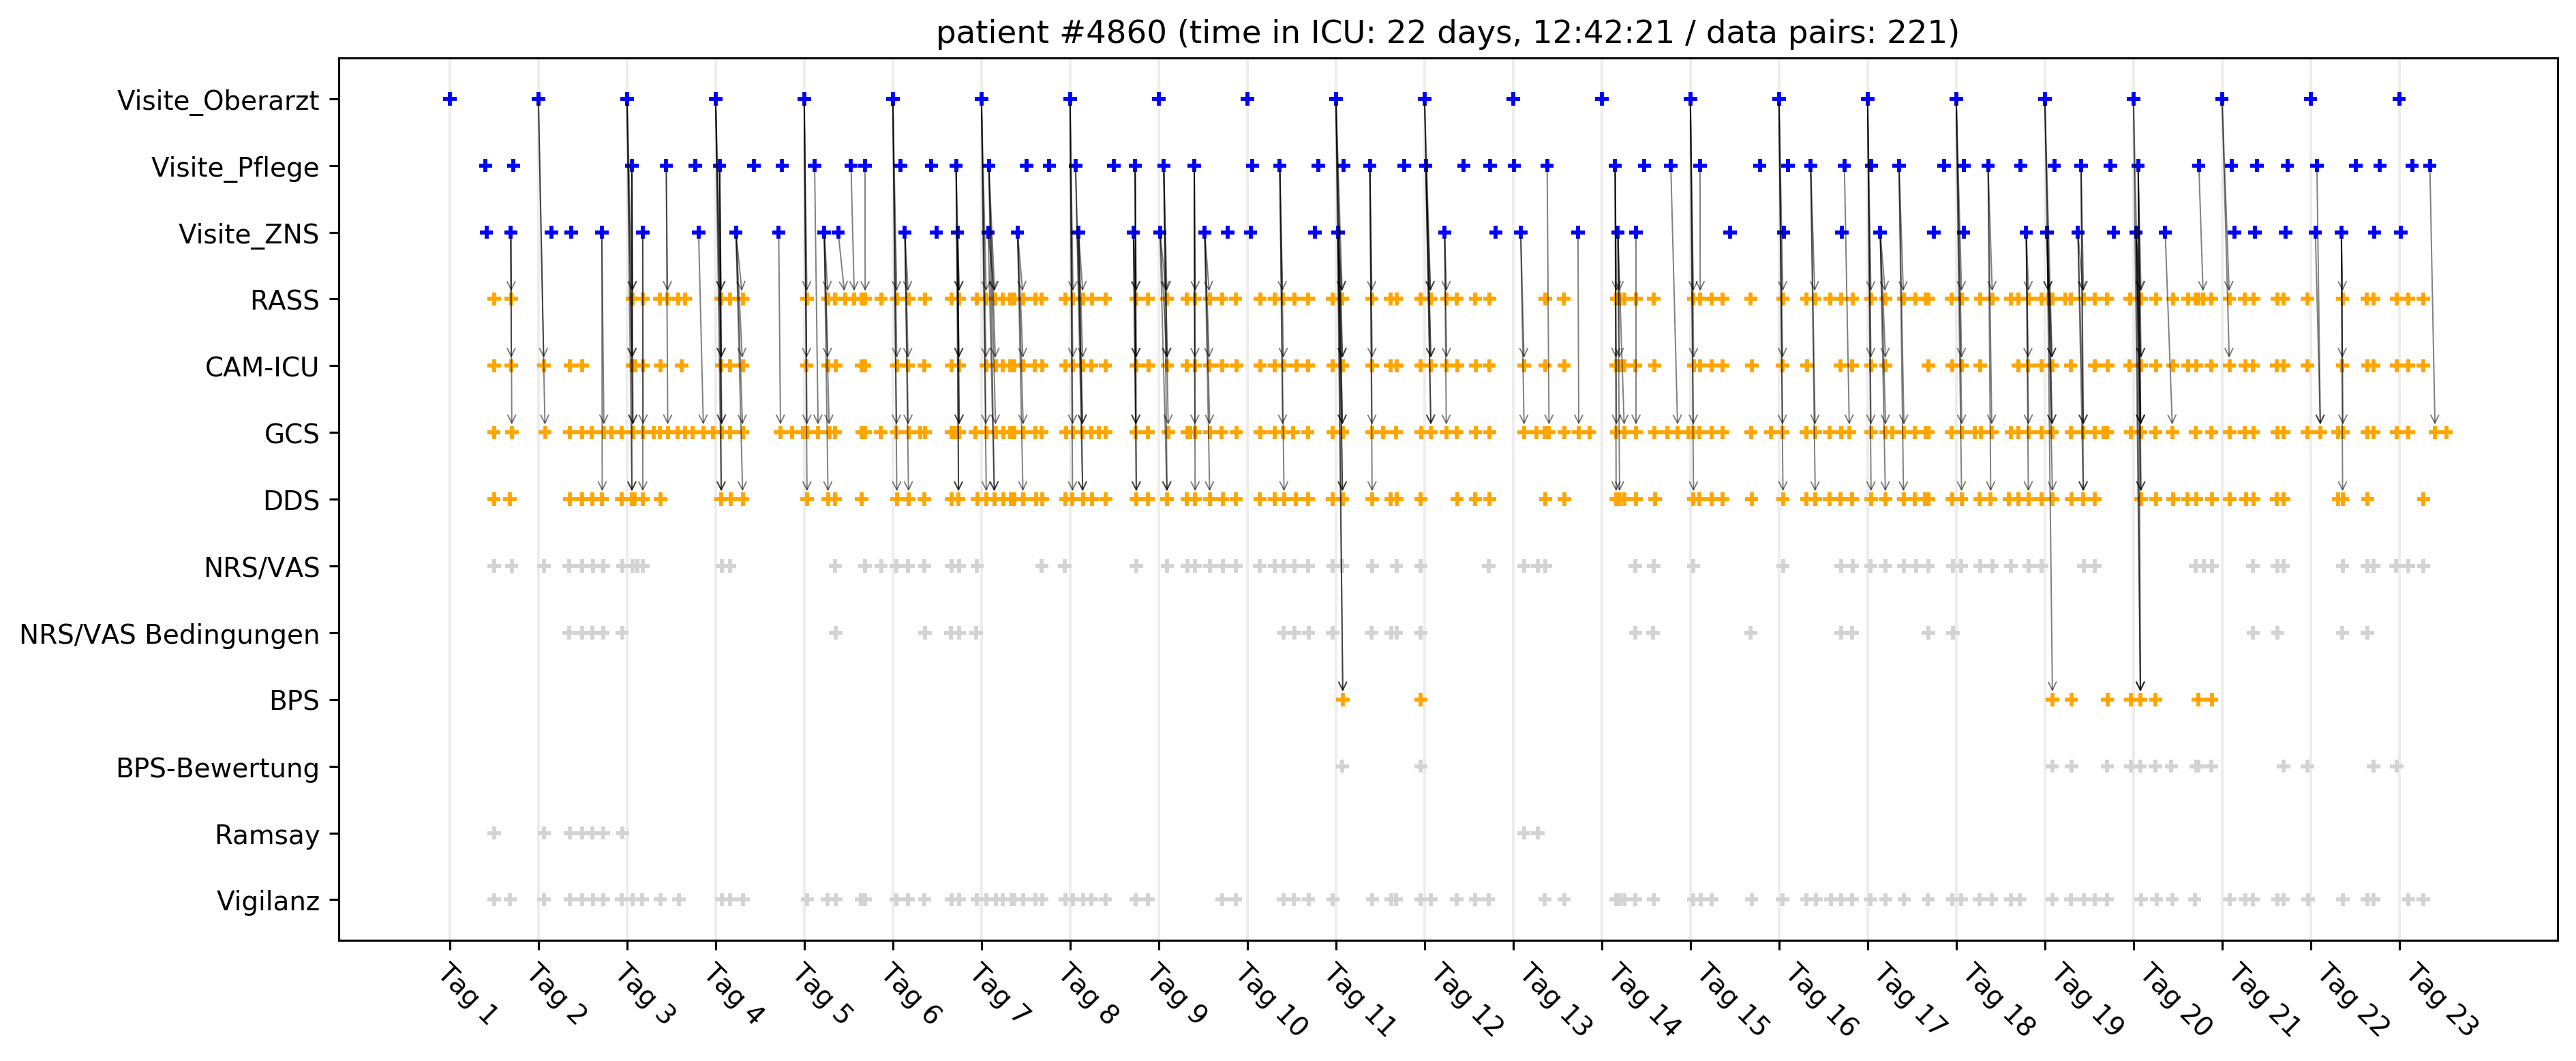 patient #4860 (time in ICU: 22 days, 12:42:21 / data pairs: 221)
Visite_Oberarzt
Visite_Pflege
Visite_ZNS
RASS
CAM-ICU
GCS
DDS
NRS/VAS
NRS/VAS Bedingungen
BPS
BPS-Bewertung
Ramsay
Vigilanz
Tag 1
Tag 2
Tag 3
Tag 4
Tag 5
Tag 6
Tag 7
Tag 8
Tag 9
Tag 10
Tag 11
Tag 12
Tag 13
Tag 14
Tag 15
Tag 16
Tag 17
Tag 18
Tag 19
Tag 20
Tag 21
Tag 22
Tag 23